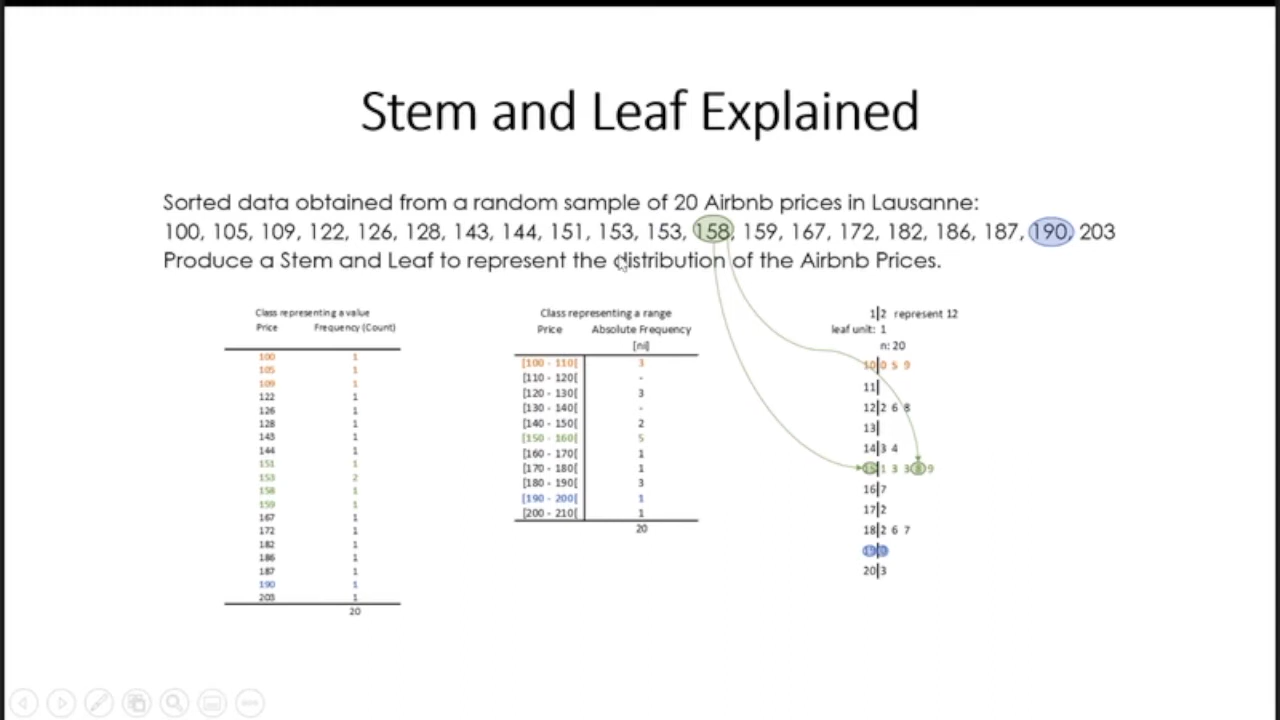 Stem and Leaf Explained
Sorted data obtained from a random sample of 20 Airbnb prices in Lausanne:
100, 105, 109, 122, 126, 128, 143, 144, 151, 153, 153, 158, 159, 167, 172, 182, 186, 187, 190, 203
Produce a Stem and Leaf to represent the distribution of the Airbnb Prices.
Class representing a value
Price Frequency (Count)
100 1
105 1
109 1
122 1
126 1
128 1
143 1
144 1
151 1
153 2
158 1
159 1
167 1
172 1
182 1
186 1
187 1
190 1
203 1
20
Class representing a range
Price Absolute Frequency
[ni]
[100 - 110[ 3
[110 - 120[ -
[120 - 130[ 3
[130 - 140[ -
[140 - 150[ 2
[150 - 160[ 5
[160 - 170[ 1
[170 - 180[ 1
[180 - 190[ 3
[190 - 200[ 1
[200 - 210[ 1
20
1|2 represent 12
leaf unit: 1
n: 20
10|0 5 9
11|
12|2 6 8
13|
14|3 4
15|1 3 3 8 9
16|7
17|2
18|2 6 7
19|0
20|3